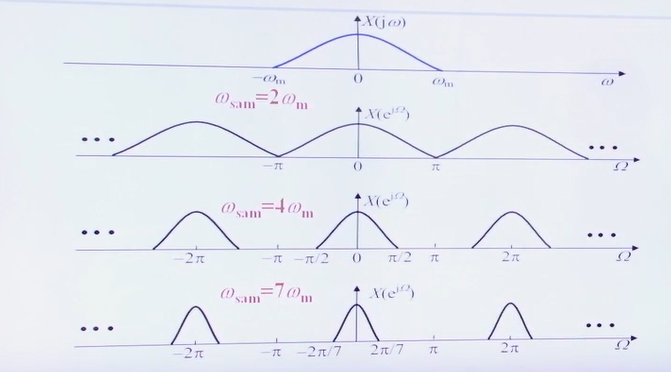 X(jω)
−ωm 0 ωm ω
ωsam=2ωm
X(e^jΩ)
• • • • • •
−π 0 π Ω
ωsam=4ωm
X(e^jΩ)
• • • • • •
−2π −π −π/2 0 π/2 π 2π Ω
ωsam=7ωm
X(e^jΩ)
• • • • • •
−2π −π −2π/7 2π/7 π 2π Ω